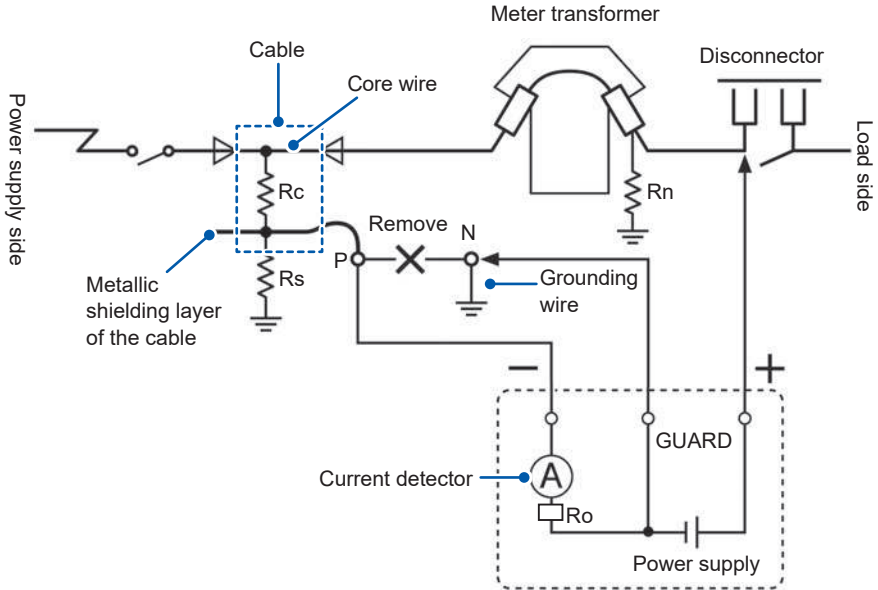 Meter transformer
Cable
Disconnector
Core wire
Power supply side
Load side
Rc
Rn
Remove
N
P
Rs
Metallic
shielding layer
of the cable
Grounding
wire
−
+
GUARD
Current detector
A
Ro
Power supply